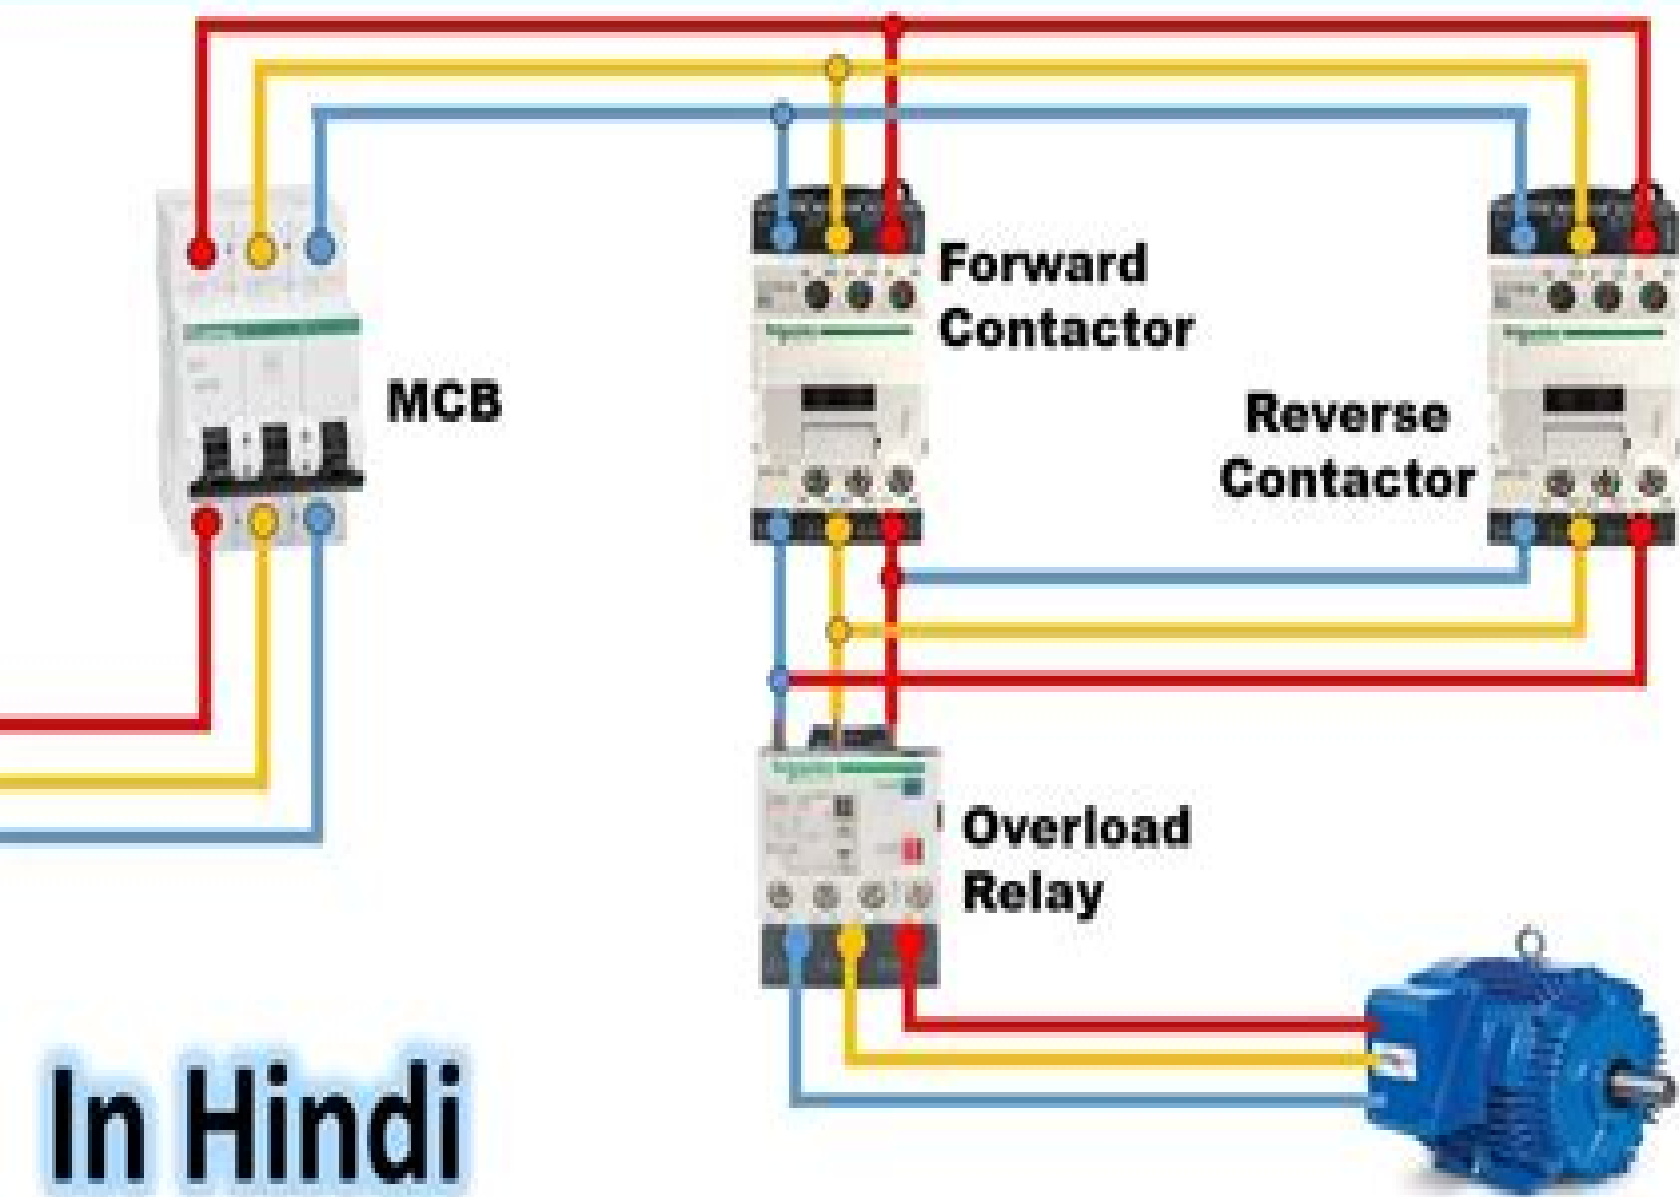 Forward
Contactor
MCB
Reverse
Contactor
Overload
Relay
In Hindi